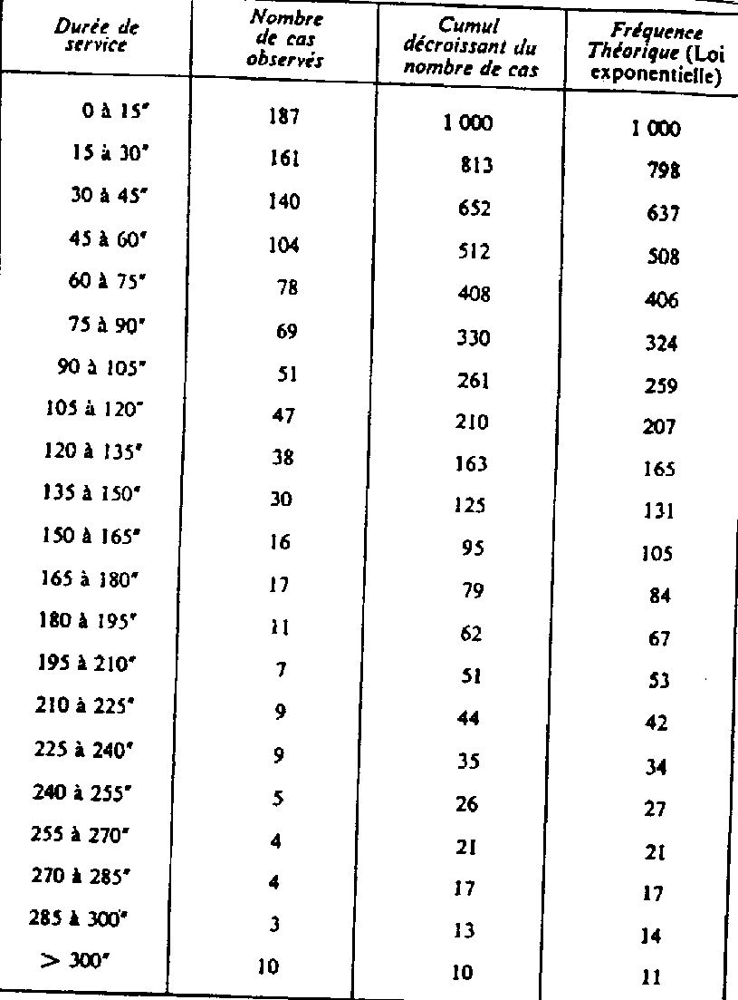 Durée de service | Nombre de cas observés | Cumul décroissant du nombre de cas | Fréquence Théorique (Loi exponentielle)
0 à 15" 187 1 000 1 000
15 à 30" 161 813 798
30 à 45" 140 652 637
45 à 60" 104 512 508
60 à 75" 78 408 406
75 à 90" 69 330 324
90 à 105" 51 261 259
105 à 120" 47 210 207
120 à 135" 38 163 165
135 à 150" 30 125 131
150 à 165" 16 95 105
165 à 180" 17 79 84
180 à 195" 11 62 67
195 à 210" 7 51 53
210 à 225" 9 44 42
225 à 240" 9 35 34
240 à 255" 5 26 27
255 à 270" 4 21 21
270 à 285" 4 17 17
285 à 300" 3 13 14
> 300" 10 10 11